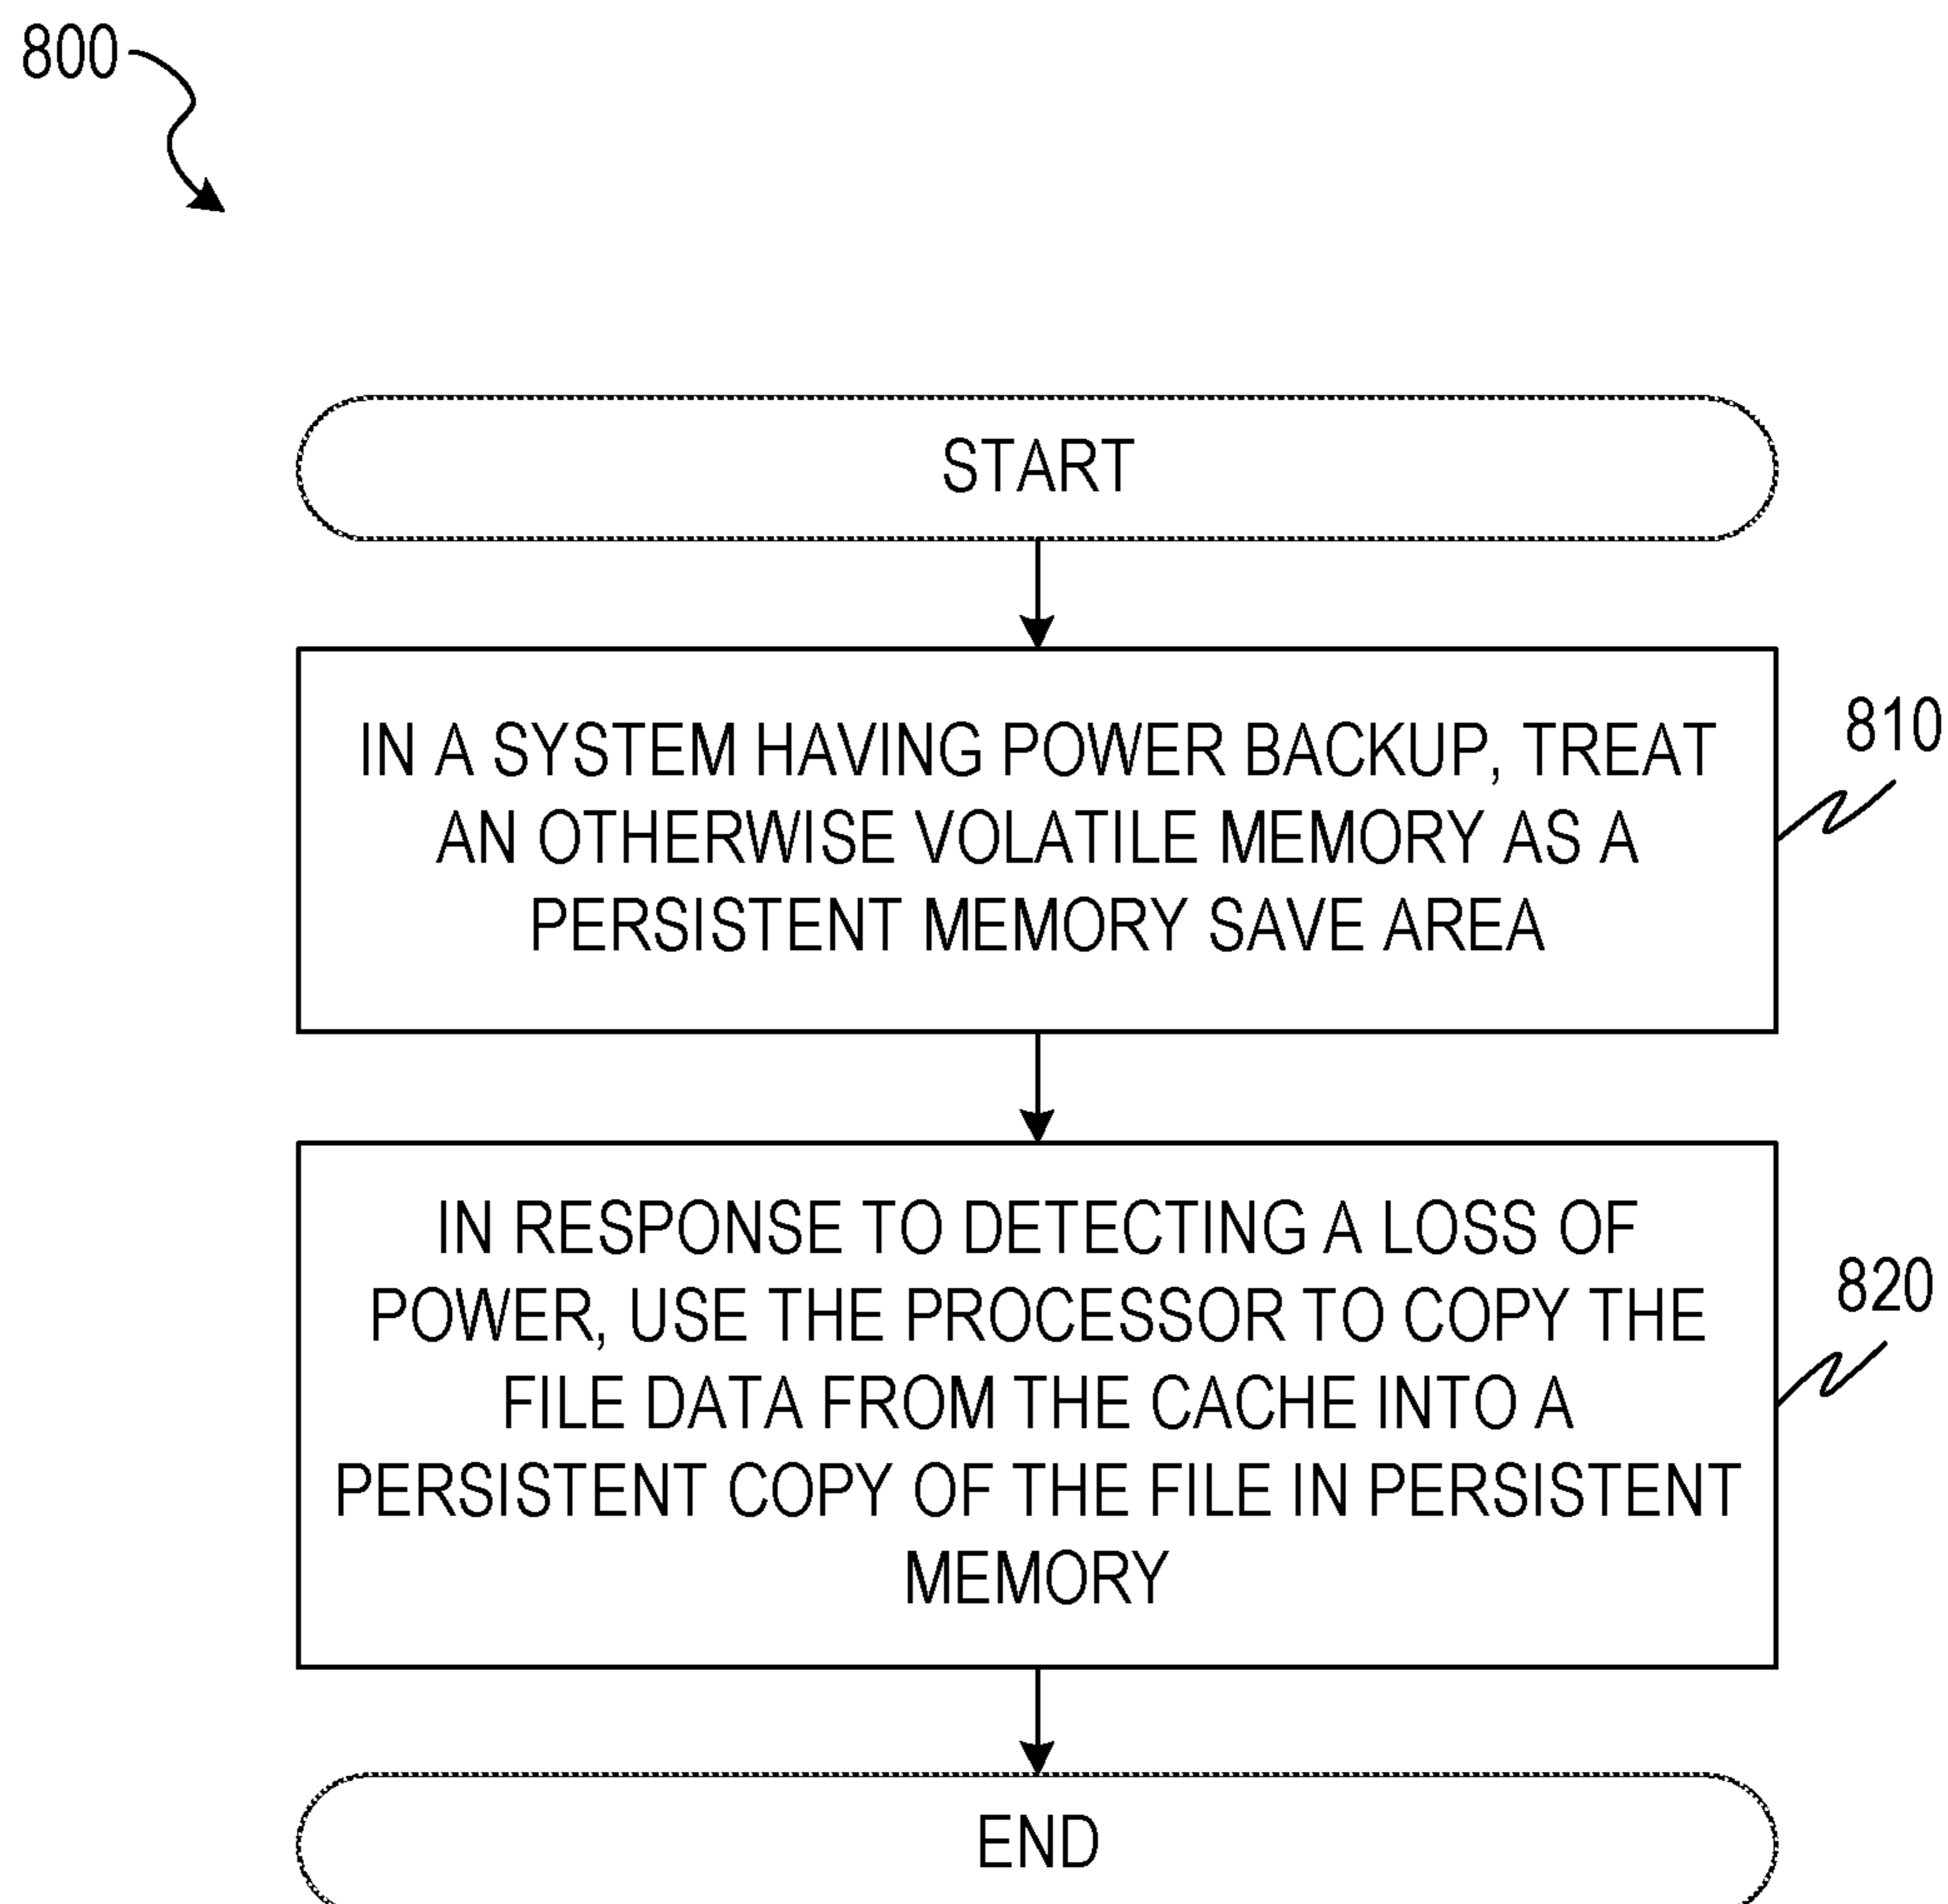 800
START
IN A SYSTEM HAVING POWER BACKUP, TREAT
AN OTHERWISE VOLATILE MEMORY AS A
PERSISTENT MEMORY SAVE AREA
810
IN RESPONSE TO DETECTING A LOSS OF
POWER, USE THE PROCESSOR TO COPY THE
FILE DATA FROM THE CACHE INTO A
PERSISTENT COPY OF THE FILE IN PERSISTENT
MEMORY
820
END